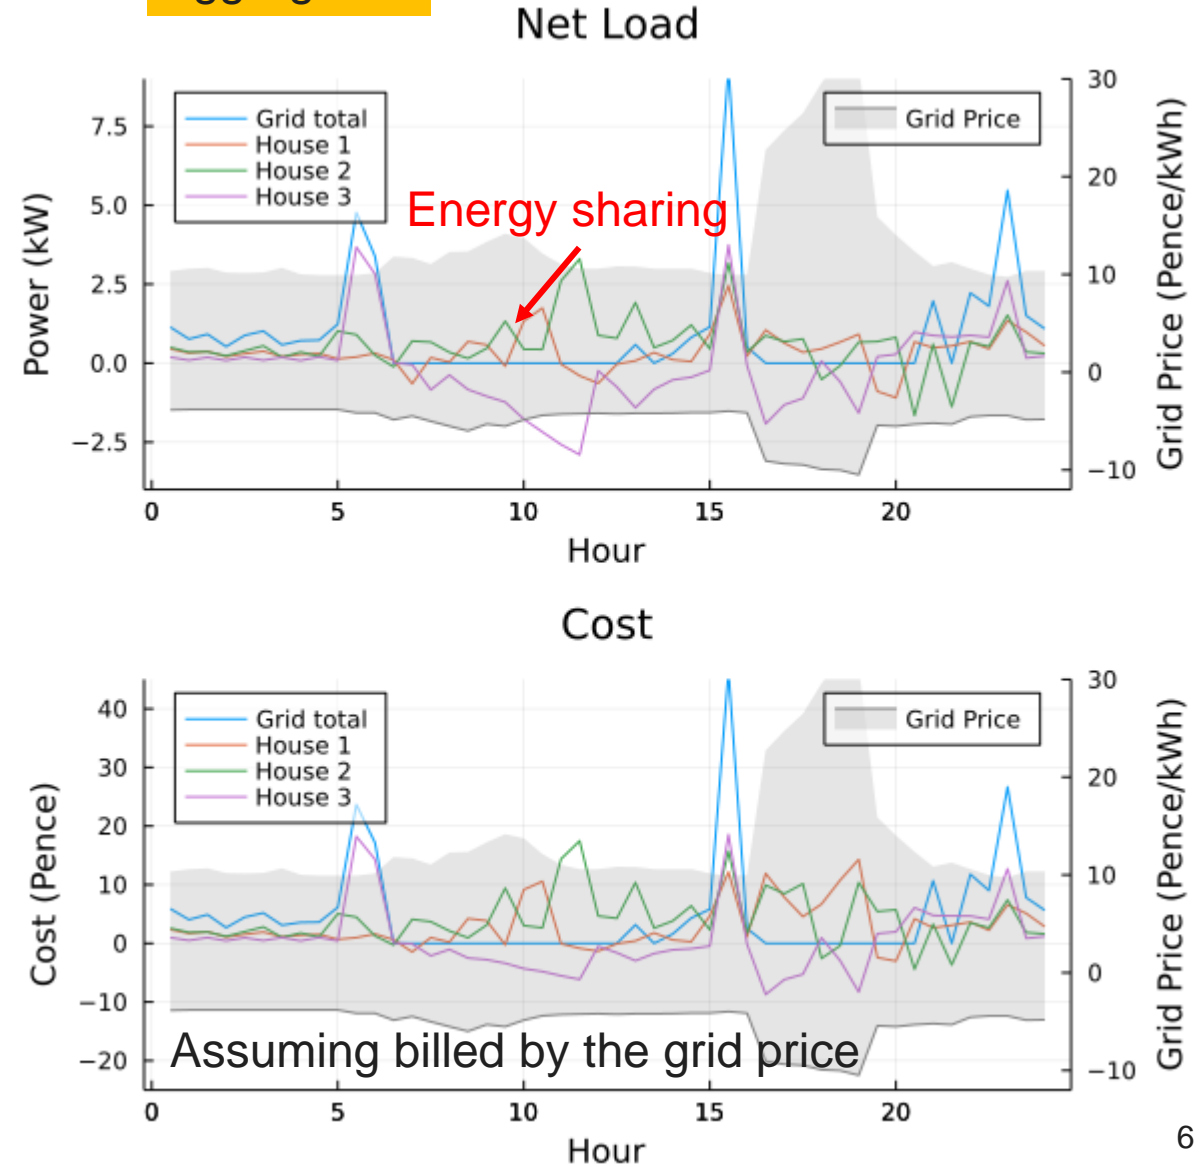 Net Load
Grid total
House 1
House 2
House 3
Grid Price
Energy sharing
7.5
5.0
2.5
0.0
−2.5
Power (kW)
30
20
10
0
−10
Grid Price (Pence/kWh)
0 5 10 15 20
Hour
Cost
Grid total
House 1
House 2
House 3
Grid Price
40
30
20
10
0
−10
−20
Cost (Pence)
30
20
10
0
−10
Grid Price (Pence/kWh)
Assuming billed by the grid price
0 5 10 15 20
Hour
6